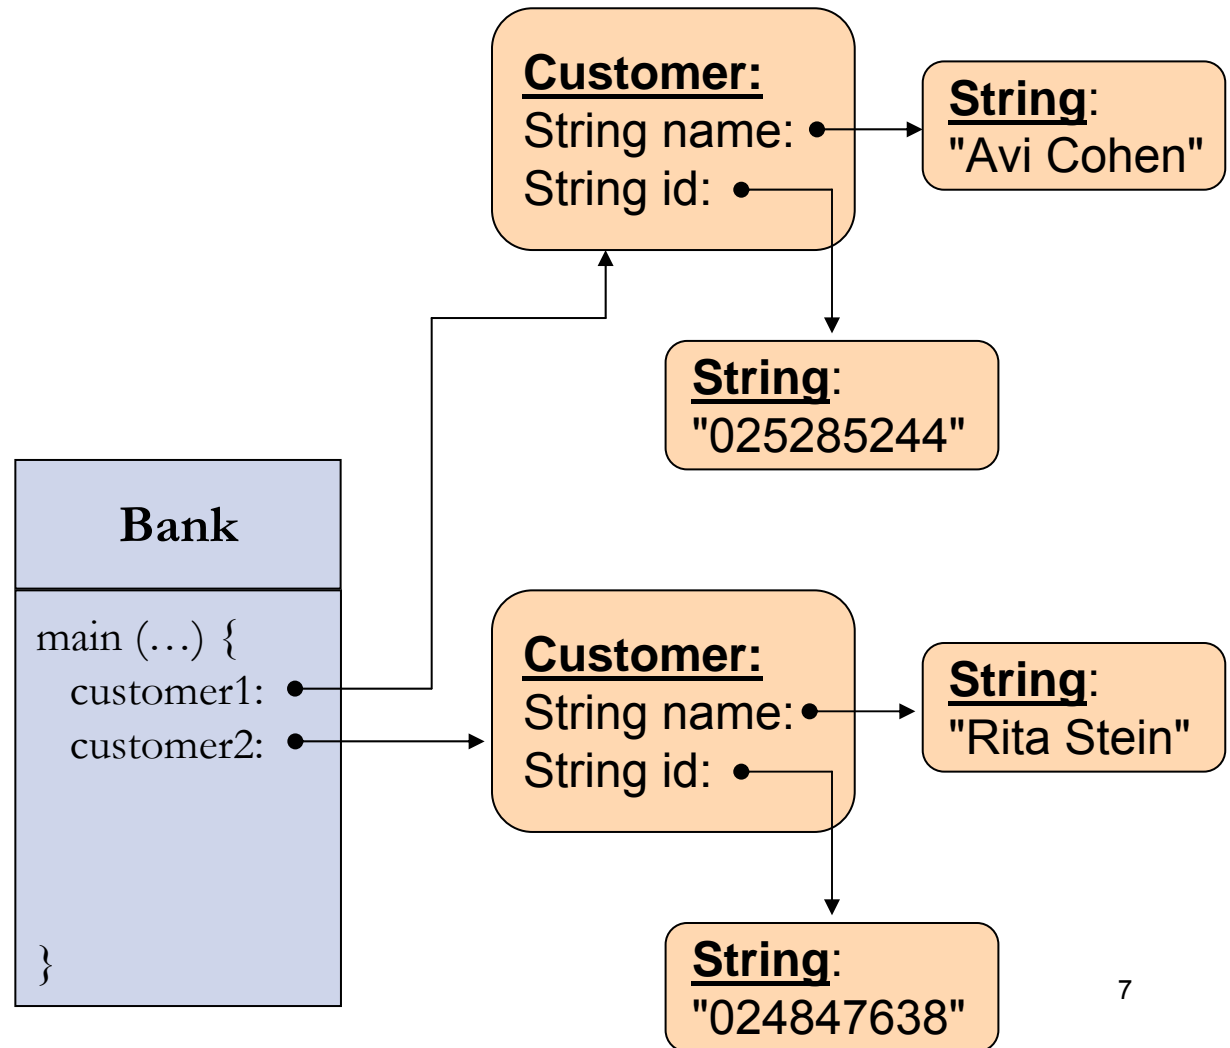 Customer:
String name:
String id:
String:
"Avi Cohen"
String:
"025285244"
Bank
main (…) {
customer1:
customer2:
}
Customer:
String name:
String id:
String:
"Rita Stein"
String:
"024847638"
7